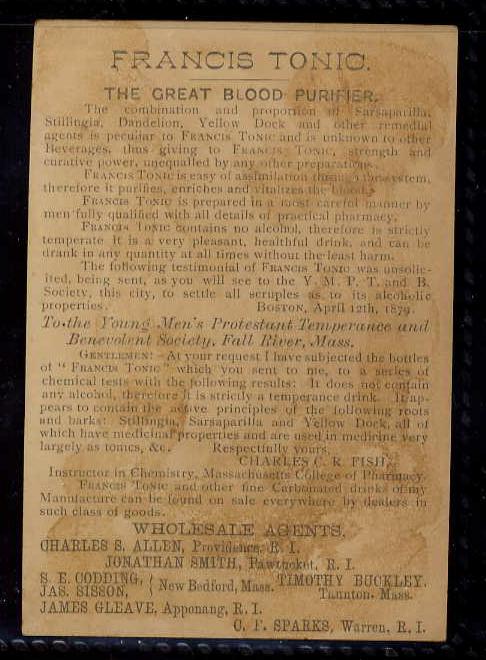 FRANCIS TONIC.
THE GREAT BLOOD PURIFIER.
The combination and proportion of Sarsaparilla,
Stillingia, Dandelion, Yellow Dock and other remedial
agents is peculiar to FRANCIS TONIC and is unknown to other
Beverages, thus giving to FRANCIS TONIC, strength and
curative power, unequalled by any other preparation.
FRANCIS TONIC is easy of assimilation through the system,
therefore it purifies, enriches and vitalizes the blood.
FRANCIS TONIC is prepared in a most careful manner by
men fully qualified with all details of practical pharmacy.
FRANCIS TONIC contains no alcohol, therefore is strictly
temperate It is a very pleasant, healthful drink, and can be
drank in any quantity at all times without the least harm.
The following testimonial of FRANCIS TONIC was unsolic-
ited, being sent, as you will see to the Y. M. P. T. and B.
Society, this city, to settle all scruples as to its alcoholic
properties. BOSTON, April 12th, 1879.
To the Young Men's Protestant Temperance and
Benevolent Society, Fall River, Mass.
GENTLEMEN:—At your request I have subjected the bottles
of "FRANCIS TONIC" which you sent to me, to a series of
chemical tests with the following results: It does not contain
any alcohol, therefore it is strictly a temperance drink. It ap-
pears to contain the active principles of the following roots
and barks: Stillingia, Sarsaparilla and Yellow Dock, all of
which have medicinal properties and are used in medicine very
largely as tonics, &c. Respectfully yours,
CHARLES C. R. FISH,
Instructor in Chemistry, Massachusetts College of Pharmacy.
FRANCIS TONIC and other fine Carbonated drinks of my
Manufacture can be found on sale everywhere by dealers in
such class of goods.
WHOLESALE AGENTS.
CHARLES S. ALLEN, Providence, R. I.
JONATHAN SMITH, Pawtucket, R. I.
S. E. CODDING, JAS. SISSON, { New Bedford, Mass. TIMOTHY BUCKLEY, Taunton, Mass.
JAMES GLEAVE, Apponang, R. I.
C. F. SPARKS, Warren, R. I.